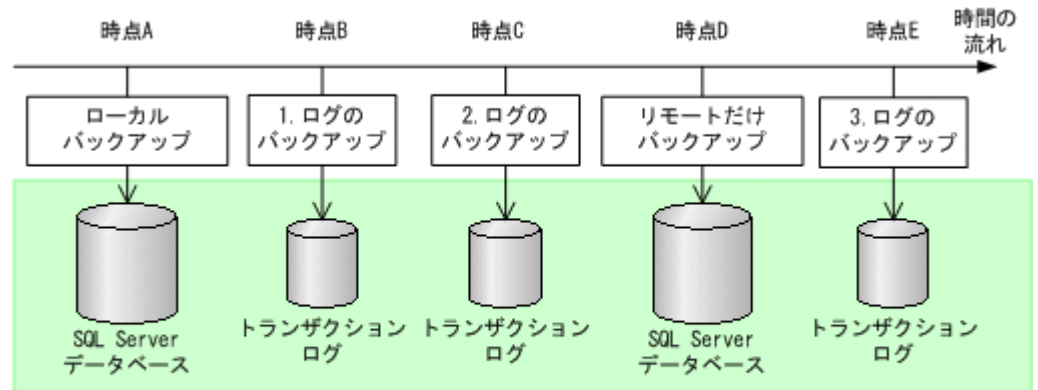 時点A
時点B
時点C
時点D
時点E
時間の
流れ
ローカル
バックアップ
1.ログの
バックアップ
2.ログの
バックアップ
リモートだけ
バックアップ
3.ログの
バックアップ
SQL Server
データベース
トランザクション
ログ
トランザクション
ログ
SQL Server
データベース
トランザクション
ログ